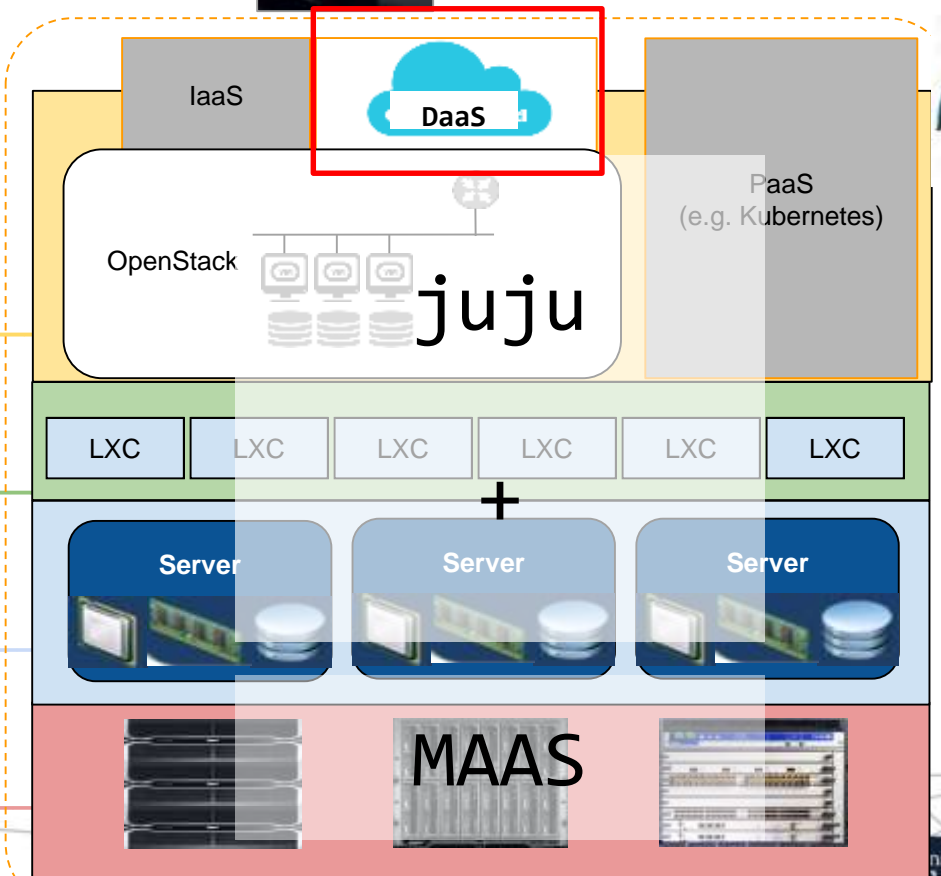 IaaS
DaaS
PaaS
(e.g. Kubernetes)
OpenStack
juju
LXC
LXC
LXC
LXC
LXC
LXC
+
Server
Server
Server
MAAS